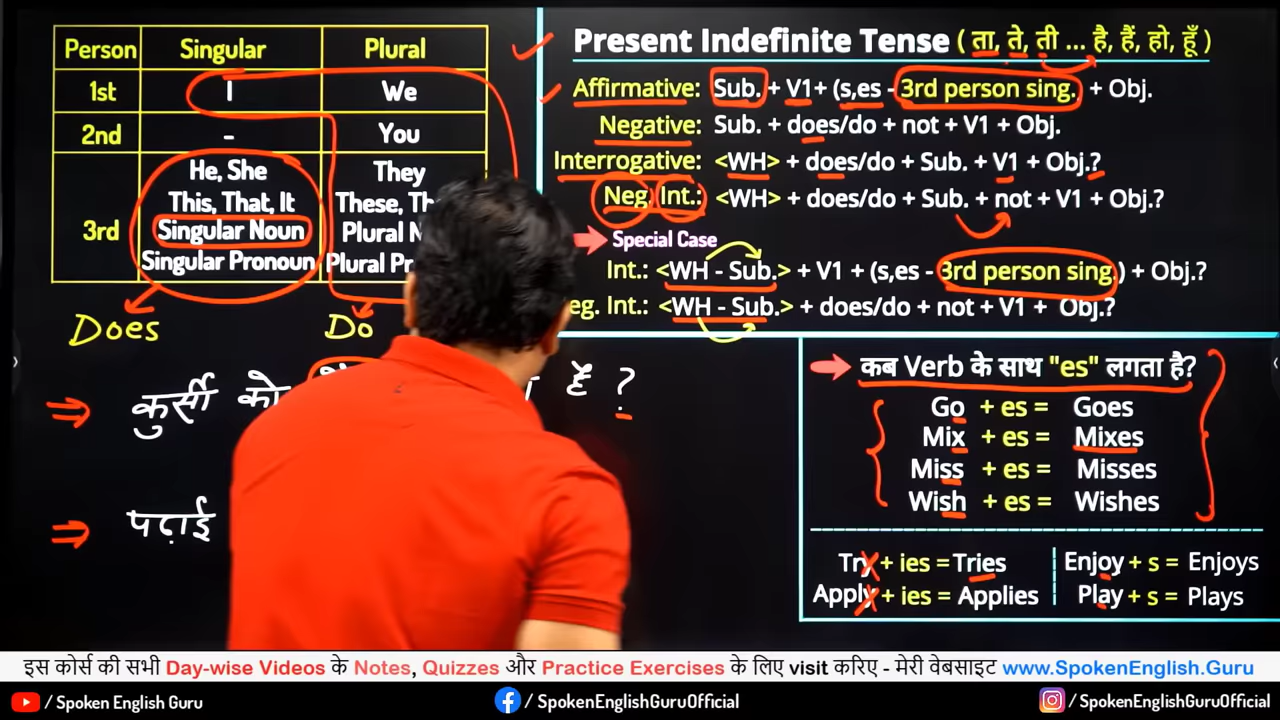 Person Singular Plural
1st I We
2nd - You
3rd He, She They
This, That, It These,
Singular Noun Plural
Singular Pronoun Plural
Does Do
Present Indefinite Tense ( ता, ते, ती ... है, हैं, हो, हूँ )
Affirmative: Sub. + V1+ (s,es - 3rd person sing. + Obj.
Negative: Sub. + does/do + not + V1 + Obj.
Interrogative: <WH> + does/do + Sub. + V1 + Obj.?
Neg. Int.: <WH> + does/do + Sub. + not + V1 + Obj.?
Special Case
Int.: <WH - Sub.> + V1 + (s,es - 3rd person sing.) + Obj.?
eg. Int.: <WH - Sub.> + does/do + not + V1 + Obj.?
⇒ कुर्सी को है ?
⇒ पढ़ाई
कब Verb के साथ "es" लगता है?
Go + es = Goes
Mix + es = Mixes
Miss + es = Misses
Wish + es = Wishes
Try + ies = Tries
Apply + ies = Applies
Enjoy + s = Enjoys
Play + s = Plays
इस कोर्स की सभी Day-wise Videos के Notes, Quizzes और Practice Exercises के लिए visit करिए - मेरी वेबसाइट www.SpokenEnglish.Guru
/ Spoken English Guru / SpokenEnglishGuruOfficial / SpokenEnglishGuruOfficial